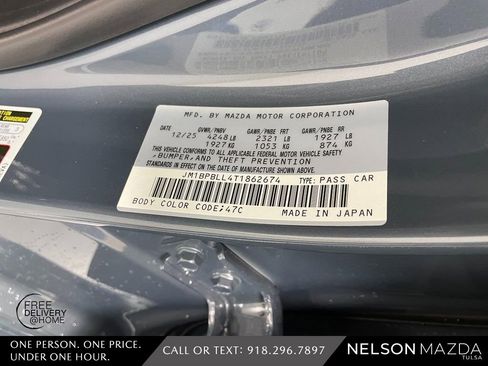 MFD. BY MAZDA MOTOR CORPORATION
GVWR/PNBV GAWR/PNBE FRT GAWR/PNBE RR
12/25 4248 LB 2321 LB 1927 LB
1927 KG 1053 KG 874 KG
THIS VEHICLE CONFORMS TO ALL APPLICABLE FEDERAL MOTOR VEHICLE SAFETY,
BUMPER, AND THEFT PREVENTION
STANDARDS IN EFFECT ON THE DATE OF MANUFACTURE SHOWN ABOVE.
JM1BPBLL4T1862674 TYPE: PASS CAR
BODY COLOR CODE:47C MADE IN JAPAN
FREE
DELIVERY
@HOME
ONE PERSON. ONE PRICE.
UNDER ONE HOUR.
CALL OR TEXT: 918.296.7897
NELSON MAZDA
TULSA